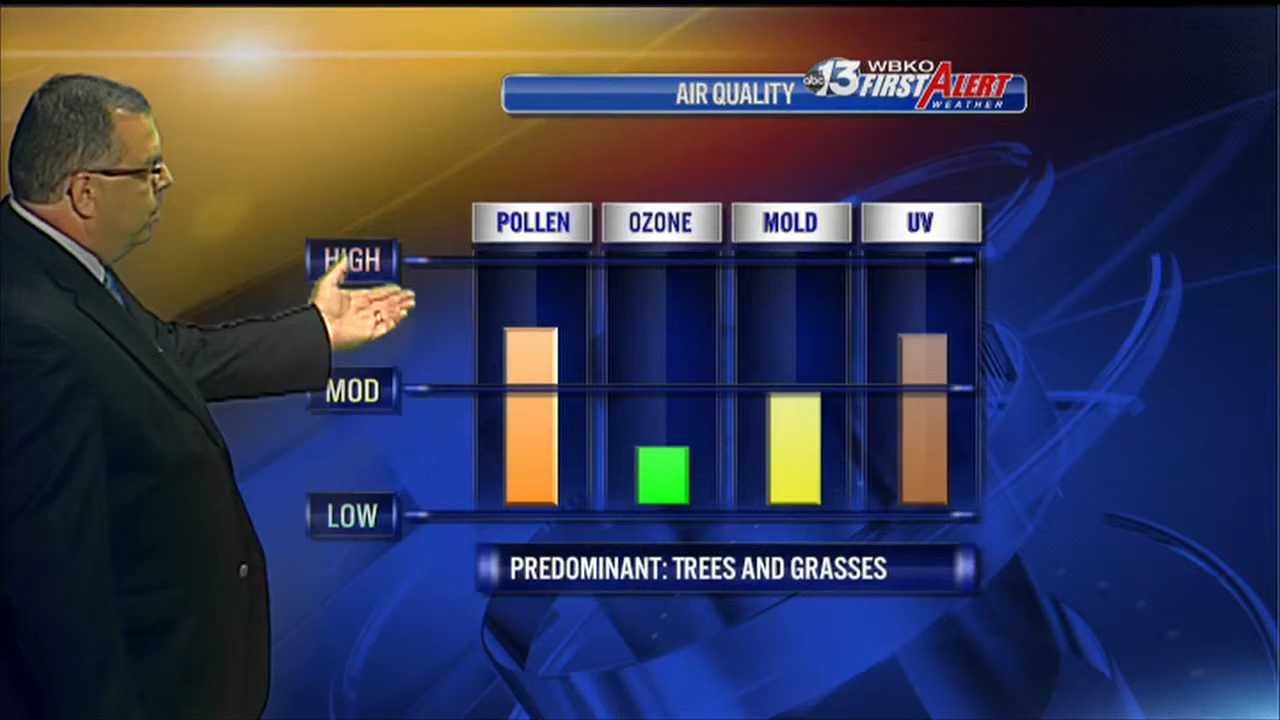 AIR QUALITY
abc 13 WBKO
FIRST ALERT
WEATHER
POLLEN OZONE MOLD UV
HIGH
MOD
LOW
PREDOMINANT: TREES AND GRASSES